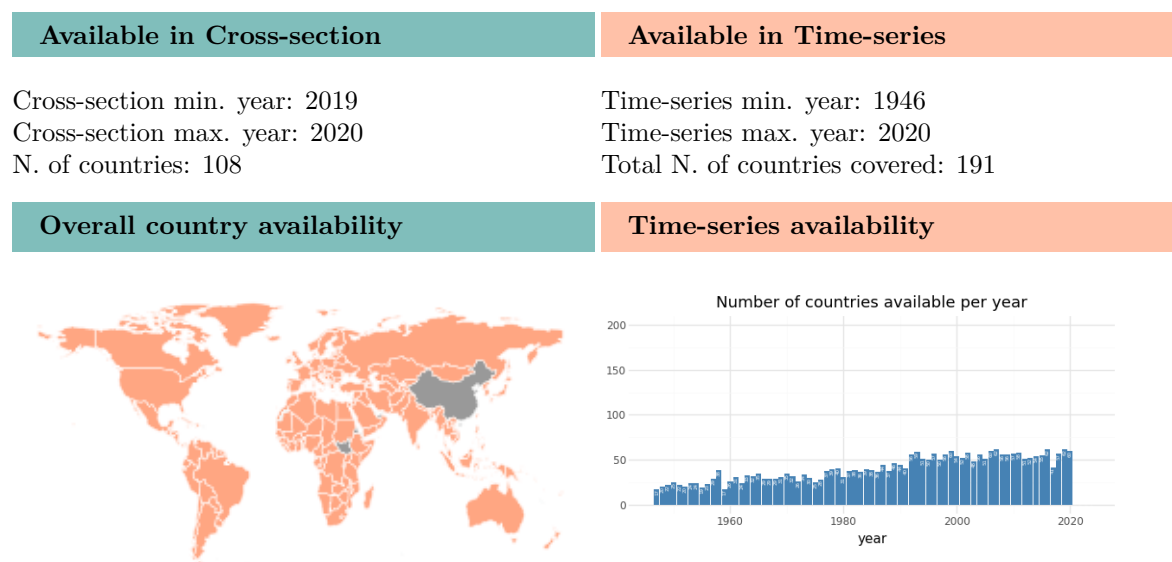 Available in Cross-section
Available in Time-series
Cross-section min. year: 2019
Cross-section max. year: 2020
N. of countries: 108
Time-series min. year: 1946
Time-series max. year: 2020
Total N. of countries covered: 191
Overall country availability
Time-series availability
Number of countries available per year
200
150
100
50
0
1960
1980
2000
2020
year